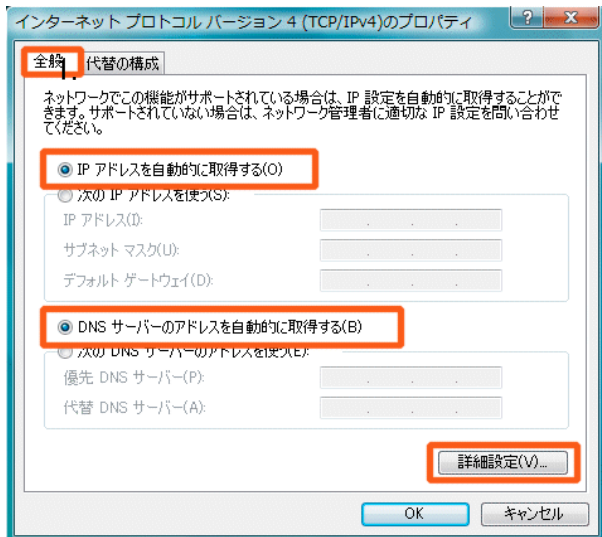 インターネット プロトコル バージョン 4 (TCP/IPv4)のプロパティ
全般
1.
代替の構成
ネットワークでこの機能がサポートされている場合は、IP 設定を自動的に取得することがで
きます。サポートされていない場合は、ネットワーク管理者に適切な IP 設定を問い合わせ
てください。
IP アドレスを自動的に取得する(O)
次の IP アドレスを使う(S):
IP アドレス(I):
サブネット マスク(U):
デフォルト ゲートウェイ(D):
DNS サーバーのアドレスを自動的に取得する(B)
次の DNS サーバーのアドレスを使う(E):
優先 DNS サーバー(P):
代替 DNS サーバー(A):
詳細設定(V)...
OK
キャンセル